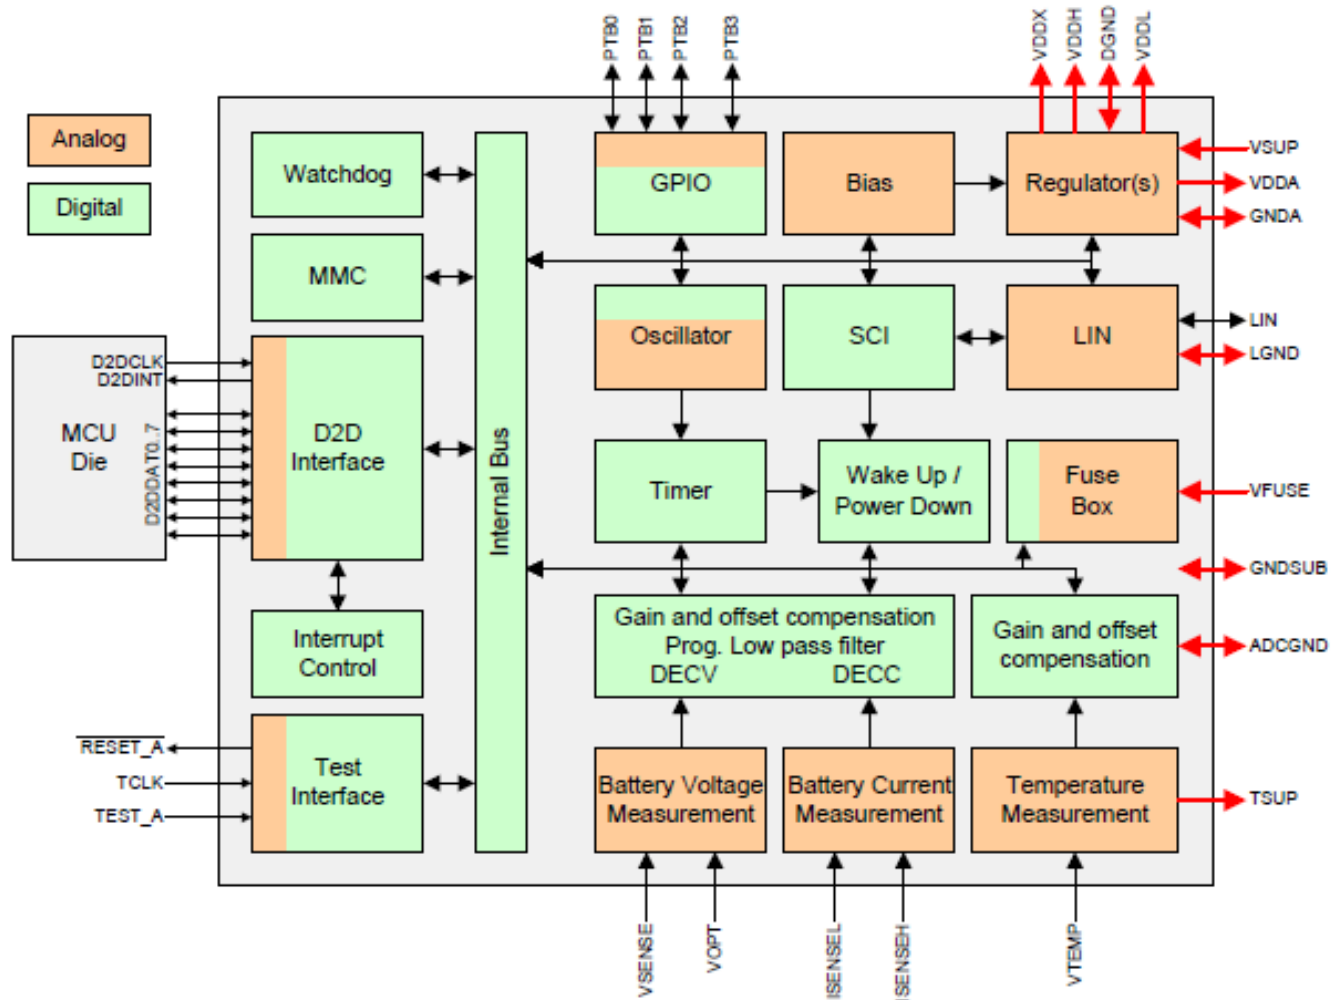 PTB0
PTB1
PTB2
PTB3
VDDX
VDDH
DGND
VDDL
Analog
Digital
Watchdog
GPIO
Bias
Regulator(s)
VSUP
VDDA
GNDA
MMC
Oscillator
SCI
LIN
LIN
LGND
D2DCLK
D2DINT
MCU
Die
D2DDAT0..7
D2D
Interface
Internal Bus
Timer
Wake Up /
Power Down
Fuse
Box
VFUSE
GNDSUB
Interrupt
Control
Gain and offset compensation
Prog. Low pass filter
DECV DECC
Gain and offset
compensation
ADCGND
RESET_A
TCLK
TEST_A
Test
Interface
Battery Voltage
Measurement
Battery Current
Measurement
Temperature
Measurement
TSUP
VSENSE
VOPT
ISENSEL
ISENSEH
VTEMP